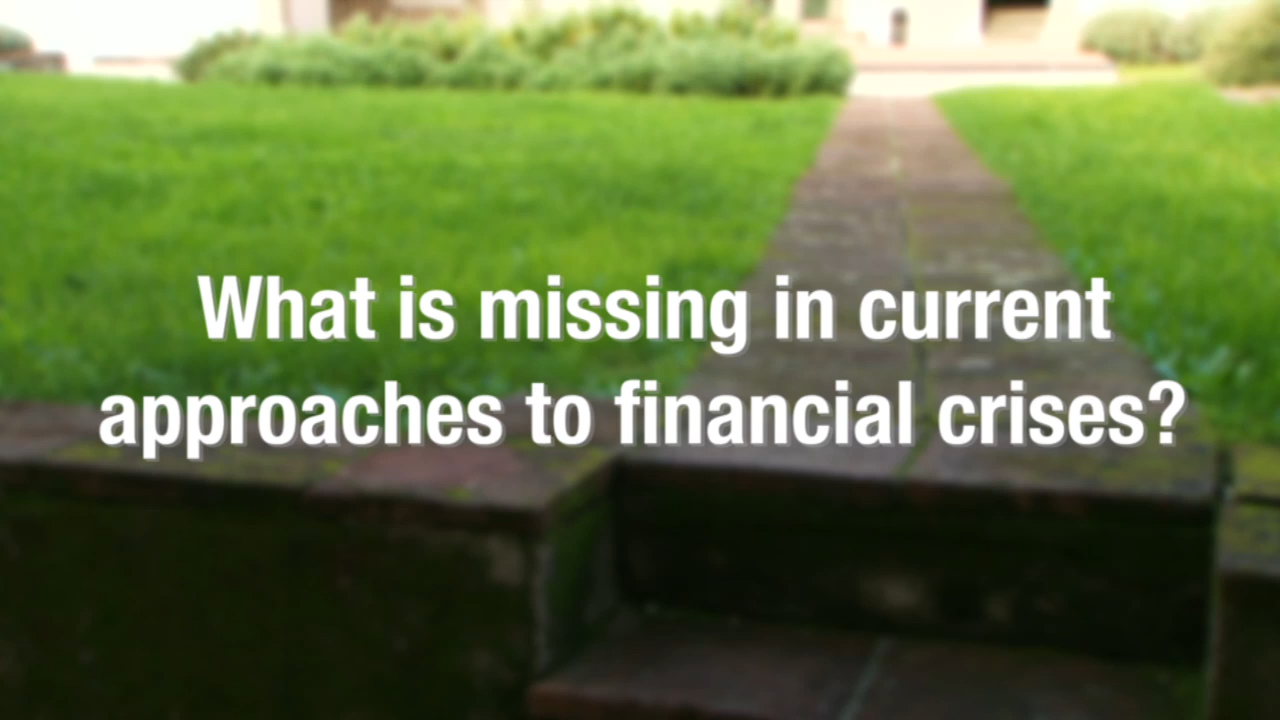 What is missing in current
approaches to financial crises?